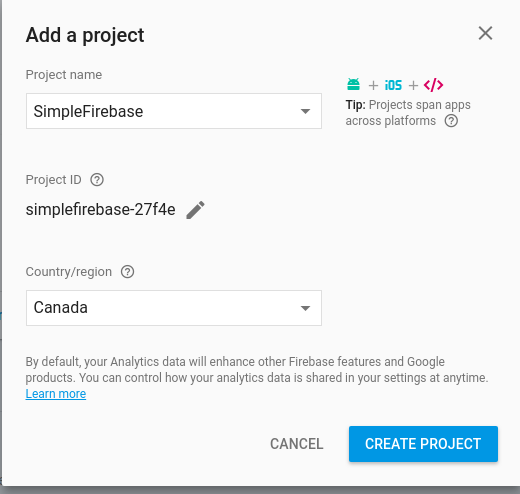 Add a project
Project name
SimpleFirebase
+ iOS + </>
Tip: Projects span apps
across platforms ?
Project ID ?
simplefirebase-27f4e
Country/region ?
Canada
By default, your Analytics data will enhance other Firebase features and Google
products. You can control how your analytics data is shared in your settings at anytime.
Learn more
CANCEL
CREATE PROJECT